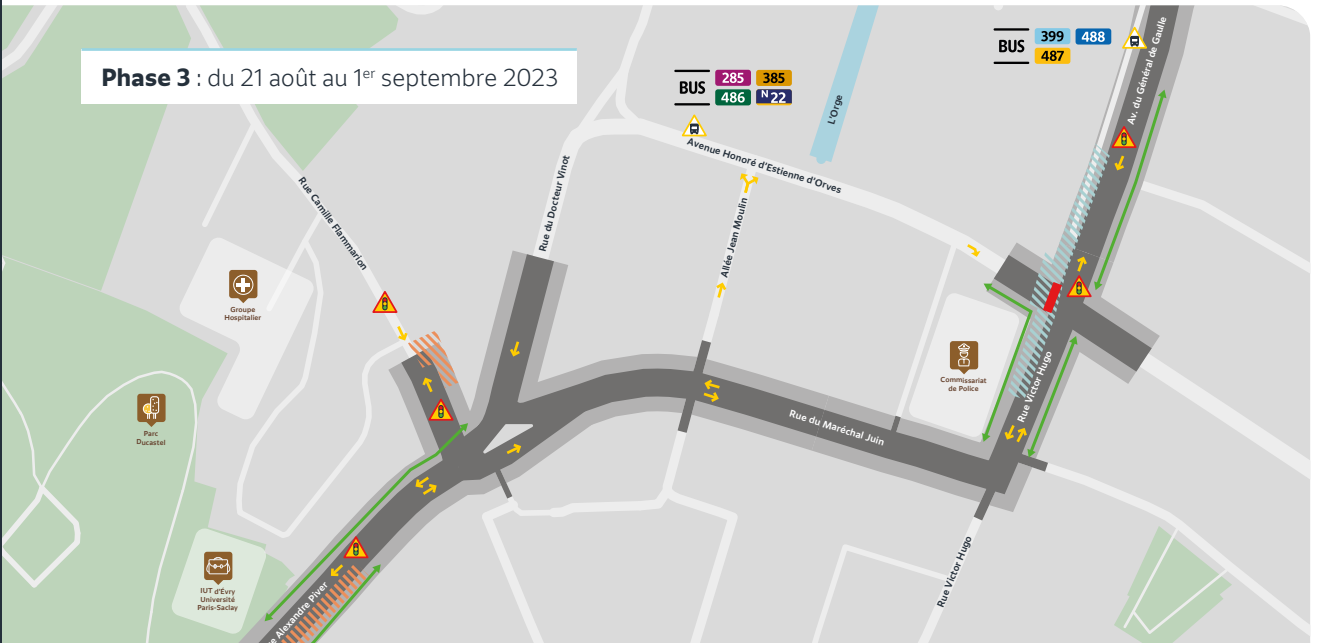 Phase 3 : du 21 août au 1er septembre 2023
BUS
285
385
486
N22
BUS
399
488
487
Av. du Général de Gaulle
L'Orge
Avenue Honoré d'Estienne d'Orves
Rue du Docteur Vinot
Rue Camille Flammarion
Allée Jean Moulin
Groupe
Hospitalier
Commissariat
de Police
Rue Victor Hugo
Parc
Ducastel
Rue du Maréchal Juin
IUT d'Évry
Université
Paris-Saclay
Rue Victor Hugo
Alexandre Piver